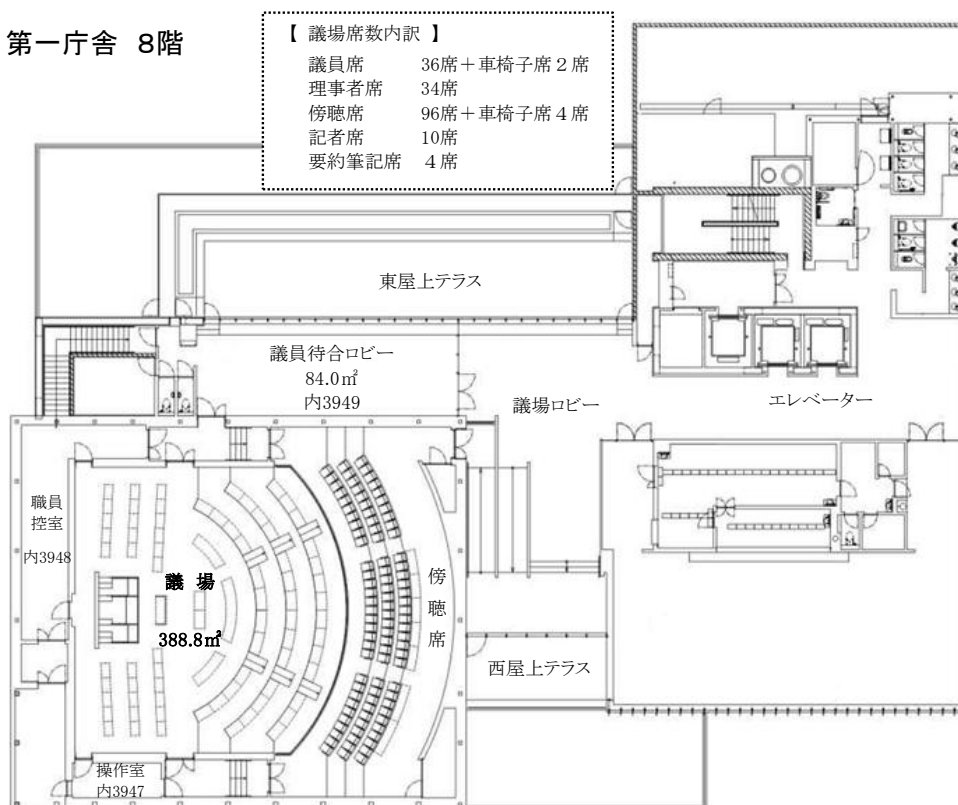 第一庁舎 8階
【 議場席数内訳 】
議員席 36席＋車椅子席２席
理事者席 34席
傍聴席 96席＋車椅子席４席
記者席 10席
要約筆記席 ４席
東屋上テラス
議員待合ロビー
84.0㎡
内3949
議場ロビー
エレベーター
職員
控室
内3948
議 場
388.8㎡
傍
聴
席
西屋上テラス
操作室
内3947